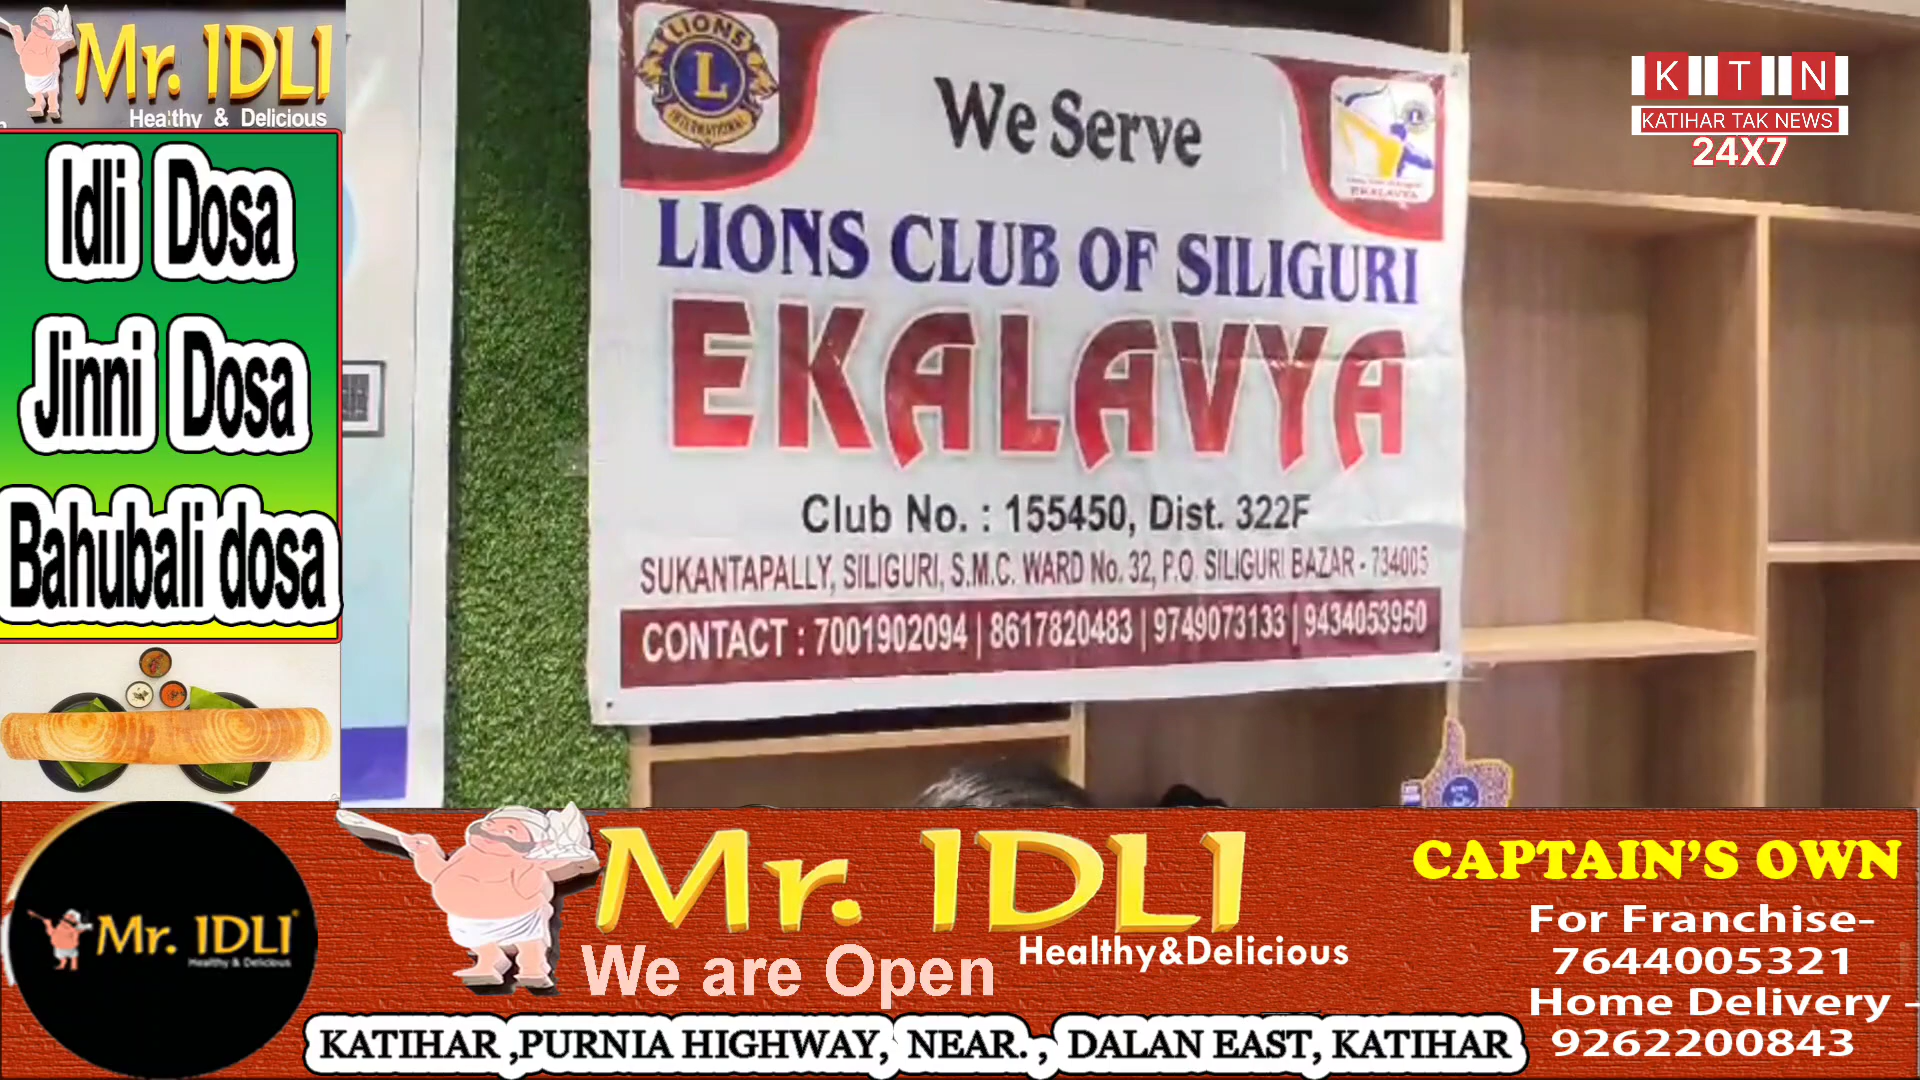 Mr. IDLI
Healthy & Delicious
Idli Dosa
Jinni Dosa
Bahubali dosa
LIONS
L
INTERNATIONAL
We Serve
EKALAVYA
LIONS CLUB OF SILIGURI
EKALAVYA
Club No. : 155450, Dist. 322F
SUKANTAPALLY, SILIGURI, S.M.C. WARD No. 32, P.O. SILIGURI BAZAR - 734005
CONTACT : 7001902094 | 8617820483 | 9749073133 | 9434053950
KTN
KATIHAR TAK NEWS
24X7
Mr. IDLI
Healthy & Delicious
Mr. IDLI
Healthy&Delicious
We are Open
KATIHAR ,PURNIA HIGHWAY, NEAR. , DALAN EAST, KATIHAR
CAPTAIN'S OWN
For Franchise-
7644005321
Home Delivery -
9262200843